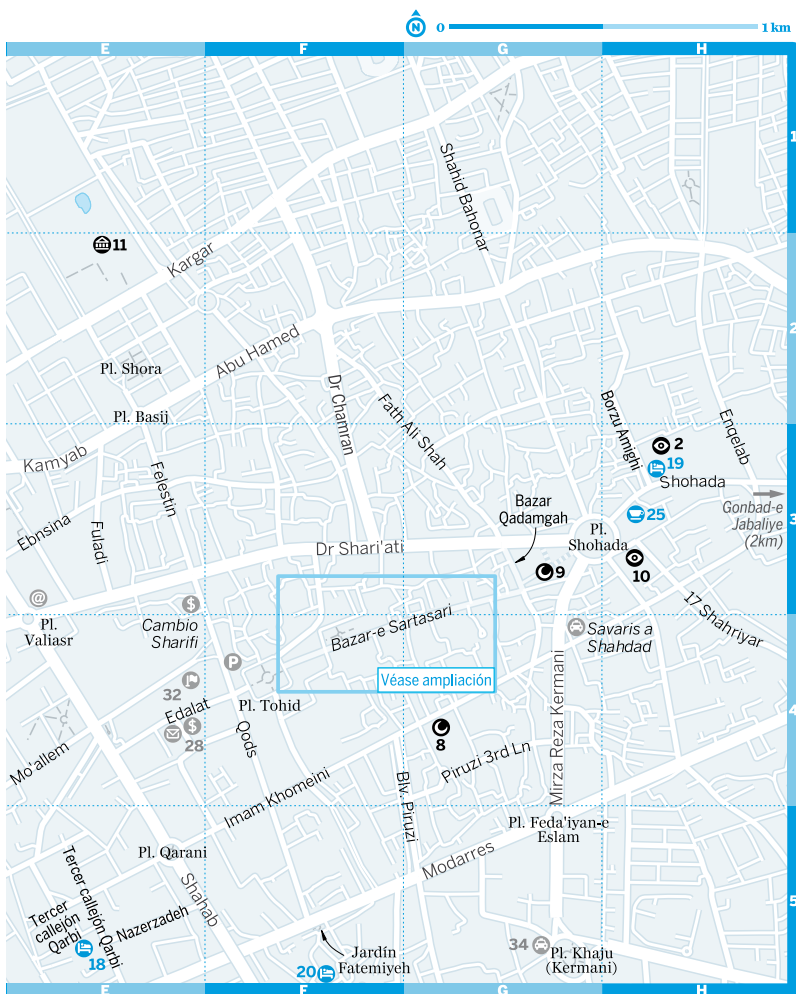 N
0
1 km
E
F
G
H
1
Shahid Bahonar
11
Kargar
2
Abu Hamed
Pl. Shora
Dr Chamran
Pl. Basij
Fath Ali Shah
Borzu Amighi
Enqelab
2
19
Shohada
Kamyab
Felestin
Bazar
Qadamgah
25
Gonbad-e
Jabaliye
(2km)
3
Ebnsina
Fuladi
Dr Shari'ati
Pl.
Shohada
9
10
17 Shahriyar
@
$
Pl.
Valiasr
Cambio
Sharifi
Bazar-e Sartasari
Savaris a
Shahdad
P
Véase ampliación
32
Edalat
Pl. Tohid
Mirza Reza Kermani
4
$
28
Qods
8
Mo'allem
Piruzi 3rd Ln
Imam Khomeini
Blv. Piruzi
Pl. Feda'iyan-e
Eslam
Pl. Qarani
Modarres
Shahab
Tercer callejón Qarbi
Tercer
callejón
Qarbi
Nazerzadeh
5
18
Jardín
Fatemiyeh
20
34
Pl. Khaju
(Kermani)
E
F
G
H